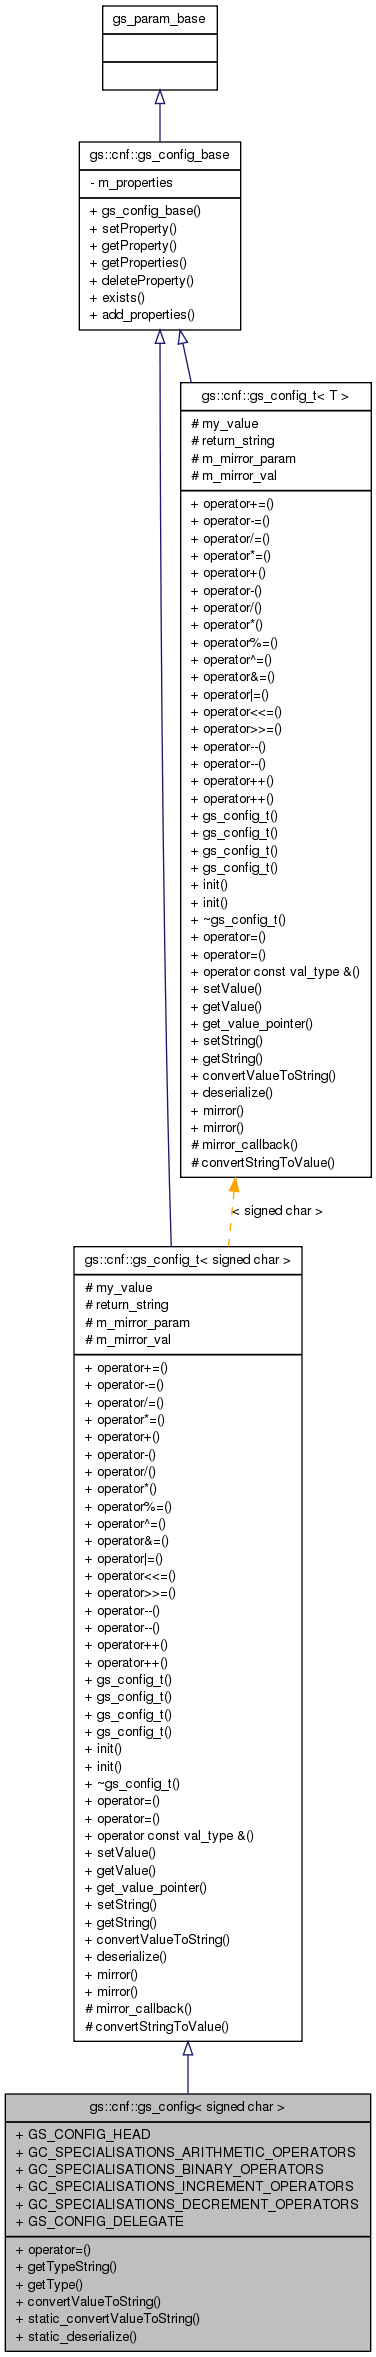 gs_param_base
gs::cnf::gs_config_base
- m_properties
+ gs_config_base()
+ setProperty()
+ getProperty()
+ getProperties()
+ deleteProperty()
+ exists()
+ add_properties()
gs::cnf::gs_config_t< T >
# my_value
# return_string
# m_mirror_param
# m_mirror_val
+ operator+=()
+ operator-=()
+ operator/=()
+ operator*=()
+ operator+()
+ operator-()
+ operator/()
+ operator*()
+ operator%=()
+ operator^=()
+ operator&=()
+ operator|=()
+ operator<<=()
+ operator>>=()
+ operator--()
+ operator--()
+ operator++()
+ operator++()
+ gs_config_t()
+ gs_config_t()
+ gs_config_t()
+ gs_config_t()
+ init()
+ init()
+ ~gs_config_t()
+ operator=()
+ operator=()
+ operator const val_type &()
+ setValue()
+ getValue()
+ get_value_pointer()
+ setString()
+ getString()
+ convertValueToString()
+ deserialize()
+ mirror()
+ mirror()
# mirror_callback()
# convertStringToValue()
< signed char >
gs::cnf::gs_config_t< signed char >
# my_value
# return_string
# m_mirror_param
# m_mirror_val
+ operator+=()
+ operator-=()
+ operator/=()
+ operator*=()
+ operator+()
+ operator-()
+ operator/()
+ operator*()
+ operator%=()
+ operator^=()
+ operator&=()
+ operator|=()
+ operator<<=()
+ operator>>=()
+ operator--()
+ operator--()
+ operator++()
+ operator++()
+ gs_config_t()
+ gs_config_t()
+ gs_config_t()
+ gs_config_t()
+ init()
+ init()
+ ~gs_config_t()
+ operator=()
+ operator=()
+ operator const val_type &()
+ setValue()
+ getValue()
+ get_value_pointer()
+ setString()
+ getString()
+ convertValueToString()
+ deserialize()
+ mirror()
+ mirror()
# mirror_callback()
# convertStringToValue()
gs::cnf::gs_config< signed char >
+ GS_CONFIG_HEAD
+ GC_SPECIALISATIONS_ARITHMETIC_OPERATORS
+ GC_SPECIALISATIONS_BINARY_OPERATORS
+ GC_SPECIALISATIONS_INCREMENT_OPERATORS
+ GC_SPECIALISATIONS_DECREMENT_OPERATORS
+ GS_CONFIG_DELEGATE
+ operator=()
+ getTypeString()
+ getType()
+ convertValueToString()
+ static_convertValueToString()
+ static_deserialize()